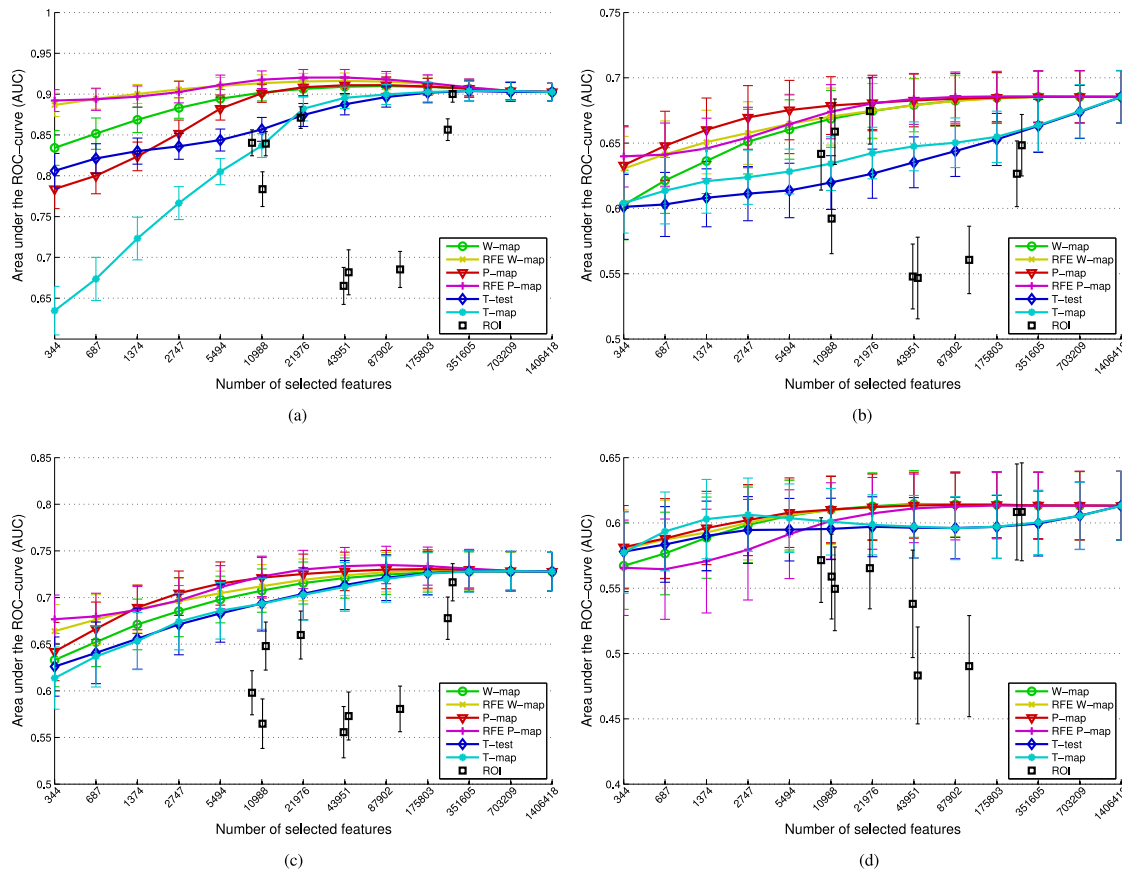 1
0.95
0.9
0.85
0.8
0.75
0.7
0.65
Area under the ROC−curve (AUC)
W−map
RFE W−map
P−map
RFE P−map
T−test
T−map
ROI
344
687
1374
2747
5494
10988
21976
43951
87902
175803
351605
703209
1406418
Number of selected features
(a)
0.75
0.7
0.65
0.6
0.55
0.5
Area under the ROC−curve (AUC)
W−map
RFE W−map
P−map
RFE P−map
T−test
T−map
ROI
344
687
1374
2747
5494
10988
21976
43951
87902
175803
351605
703209
1406418
Number of selected features
(b)
0.85
0.8
0.75
0.7
0.65
0.6
0.55
0.5
Area under the ROC−curve (AUC)
W−map
RFE W−map
P−map
RFE P−map
T−test
T−map
ROI
344
687
1374
2747
5494
10988
21976
43951
87902
175803
351605
703209
1406418
Number of selected features
(c)
0.65
0.6
0.55
0.5
0.45
0.4
Area under the ROC−curve (AUC)
W−map
RFE W−map
P−map
RFE P−map
T−test
T−map
ROI
344
687
1374
2747
5494
10988
21976
43951
87902
175803
351605
703209
1406418
Number of selected features
(d)